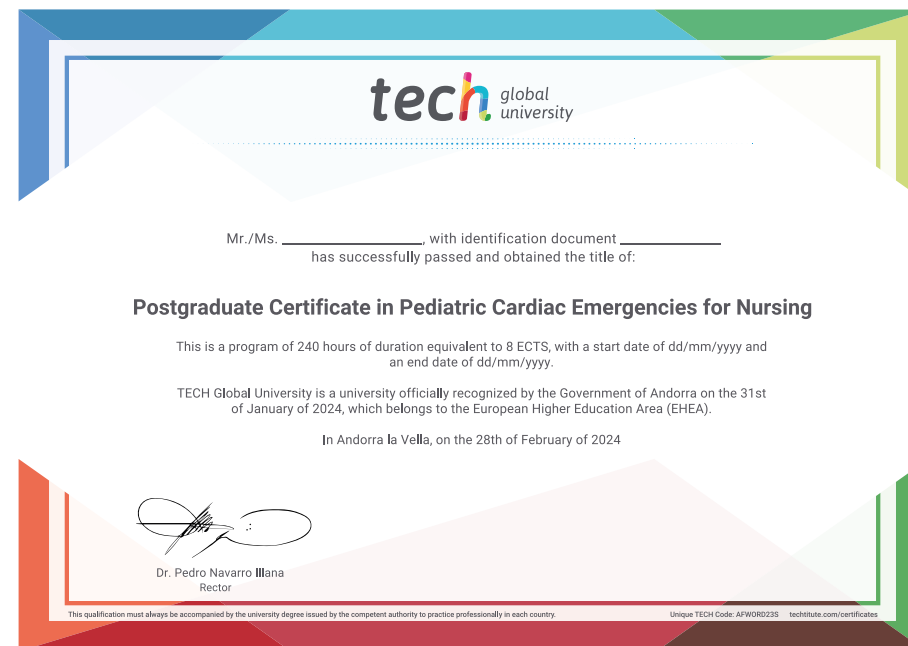 tech global university
Mr./Ms. ________________, with identification document ____________
has successfully passed and obtained the title of:
Postgraduate Certificate in Pediatric Cardiac Emergencies for Nursing
This is a program of 240 hours of duration equivalent to 8 ECTS, with a start date of dd/mm/yyyy and
an end date of dd/mm/yyyy.
TECH Global University is a university officially recognized by the Government of Andorra on the 31st
of January of 2024, which belongs to the European Higher Education Area (EHEA).
In Andorra la Vella, on the 28th of February of 2024
Dr. Pedro Navarro Illana
Rector
This qualification must always be accompanied by the university degree issued by the competent authority to practice professionally in each country. Unique TECH Code: AFWORD23S techtitute.com/certificates